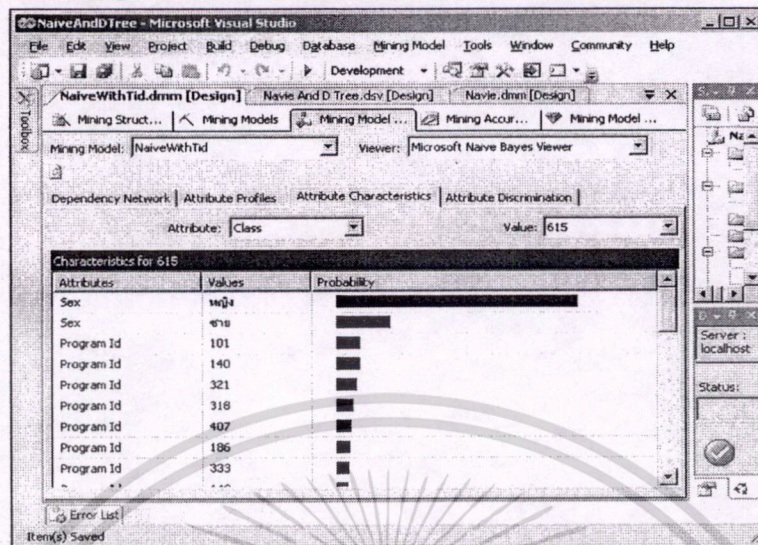 NaiveAndDTree - Microsoft Visual Studio
File Edit View Project Build Debug Database Mining Model Tools Window Community Help
Development
NaiveWithTid.dmm [Design] Navie And D Tree.dsv [Design] Navie.dmm [Design]
Toolbox
Mining Struct... Mining Models Mining Model ... Mining Accur... Mining Model ...
Mining Model: NaiveWithTid Viewer: Microsoft Naive Bayes Viewer
Dependency Network Attribute Profiles Attribute Characteristics Attribute Discrimination
Attribute: Class Value: 615
Characteristics for 615
Attributes Values Probability
Sex หญิง
Sex ชาย
Program Id 101
Program Id 140
Program Id 321
Program Id 318
Program Id 407
Program Id 186
Program Id 333
Server :
localhost
Status:
Error List
Item(s) Saved